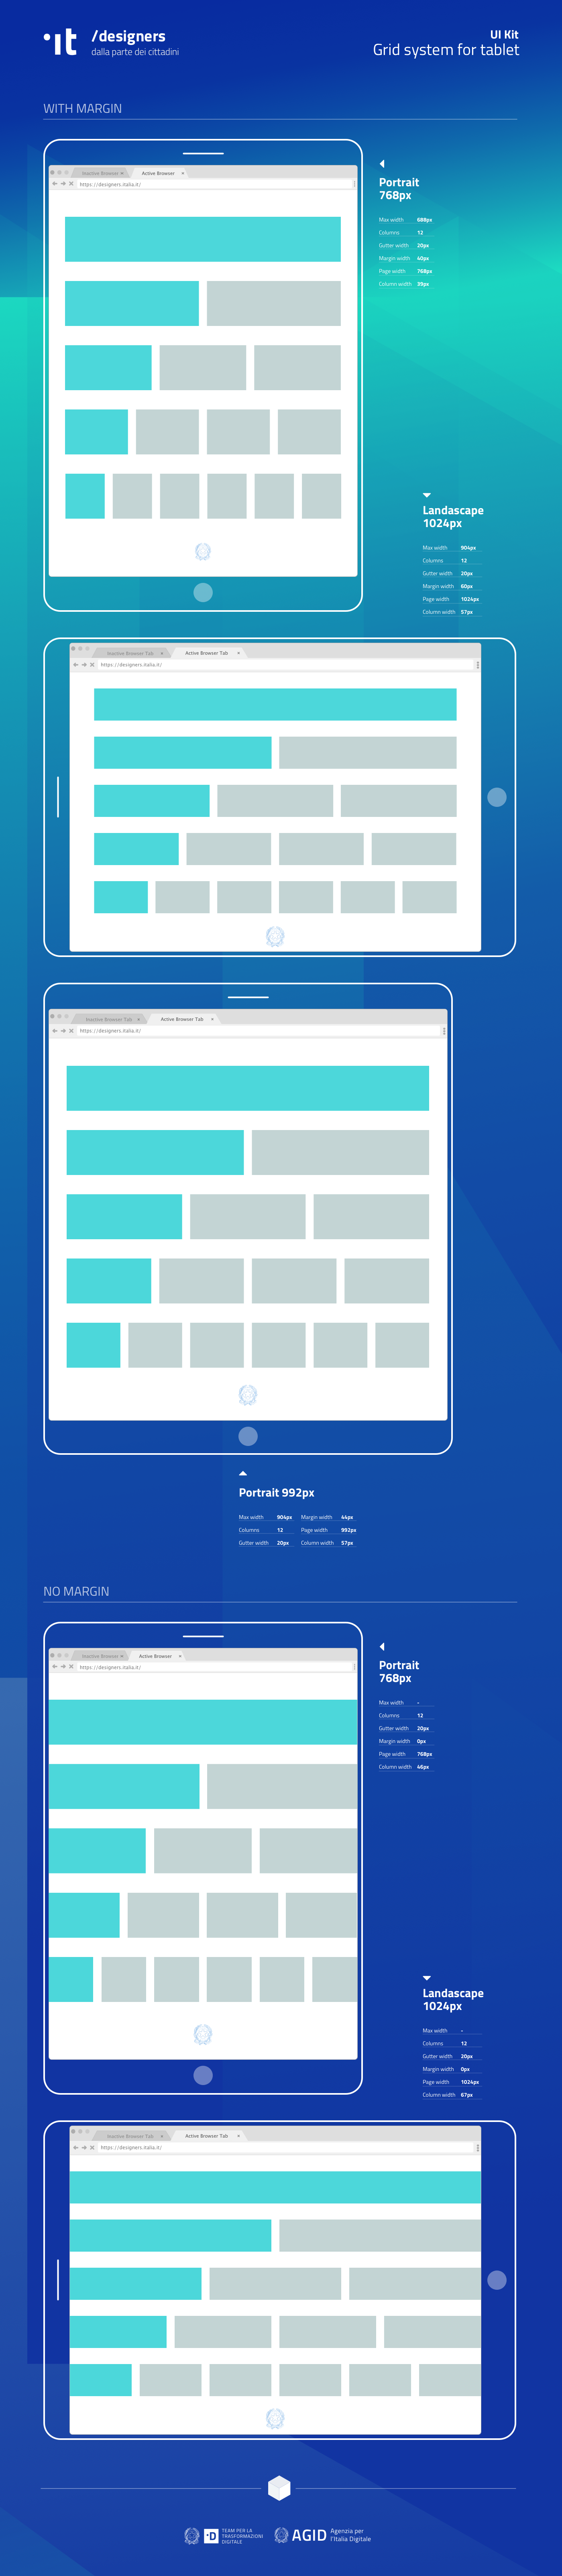 ·ıt
/designers
dalla parte dei cittadini
UI Kit
Grid system for tablet
WITH MARGIN
Inactive Browser
Active Browser
https://designers.italia.it/
Portrait
768px
Max width 688px
Columns 12
Gutter width 20px
Margin width 40px
Page width 768px
Column width 39px
Landascape
1024px
Max width 904px
Columns 12
Gutter width 20px
Margin width 60px
Page width 1024px
Column width 57px
Inactive Browser Tab
Active Browser Tab
https://designers.italia.it/
Inactive Browser Tab
Active Browser Tab
https://designers.italia.it/
Portrait 992px
Max width 904px Margin width 44px
Columns 12 Page width 992px
Gutter width 20px Column width 57px
NO MARGIN
Inactive Browser
Active Browser
https://designers.italia.it/
Portrait
768px
Max width -
Columns 12
Gutter width 20px
Margin width 0px
Page width 768px
Column width 46px
Landascape
1024px
Max width -
Columns 12
Gutter width 20px
Margin width 0px
Page width 1024px
Column width 67px
Inactive Browser Tab
Active Browser Tab
https://designers.italia.it/
·D
TEAM PER LA
TRASFORMAZIONI
DIGITALE
AGID
Agenzia per
l'Italia Digitale